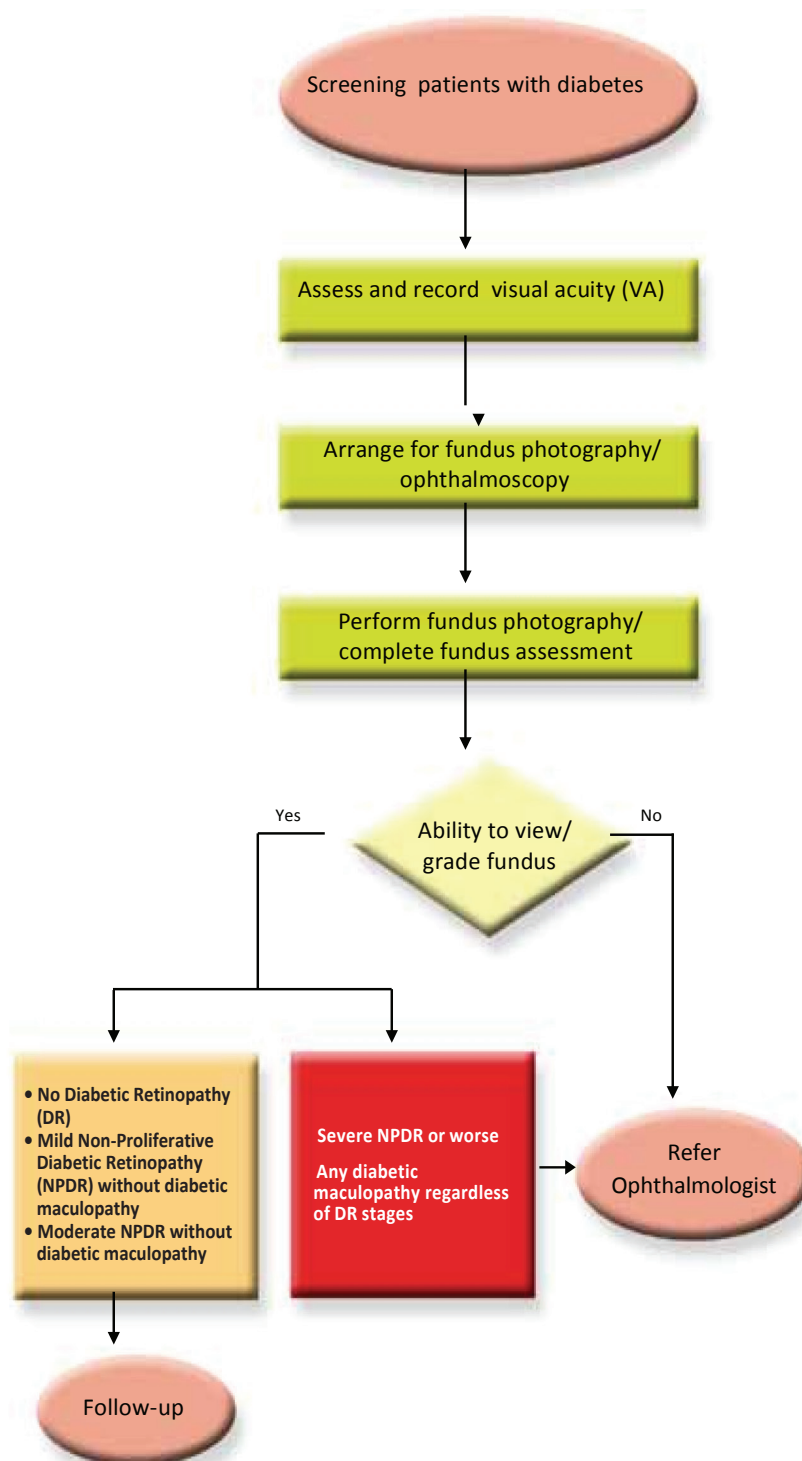 Screening patients with diabetes
Assess and record visual acuity (VA)
Arrange for fundus photography/
ophthalmoscopy
Perform fundus photography/
complete fundus assessment
Ability to view/
grade fundus
Yes
No
• No Diabetic Retinopathy
(DR)
• Mild Non-Proliferative
Diabetic Retinopathy
(NPDR) without diabetic
maculopathy
• Moderate NPDR without
diabetic maculopathy
Severe NPDR or worse
Any diabetic
maculopathy regardless
of DR stages
Refer
Ophthalmologist
Follow-up